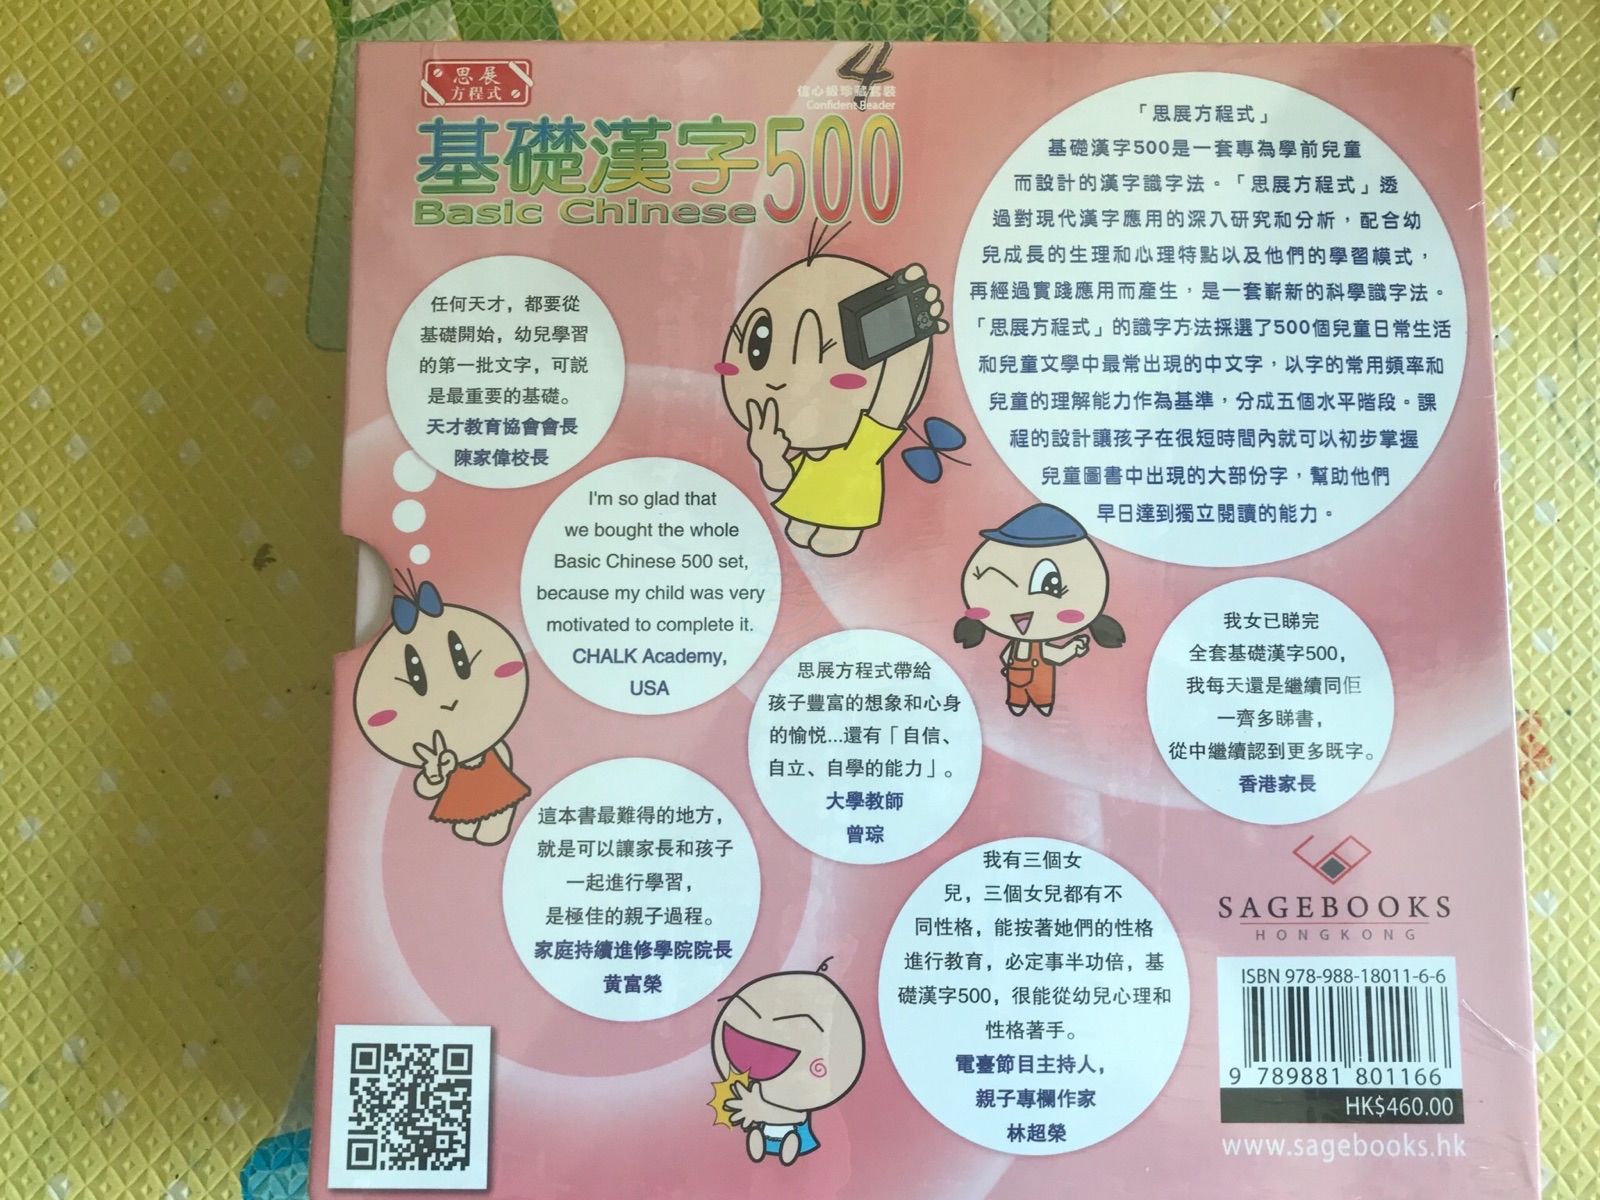 思展
方程式
4
信心級珍藏套裝
Confident Reader
基礎漢字500
Basic Chinese
「思展方程式」
基礎漢字500是一套專為學前兒童
而設計的漢字識字法。「思展方程式」透
過對現代漢字應用的深入研究和分析，配合幼
兒成長的生理和心理特點以及他們的學習模式，
再經過實踐應用而產生，是一套嶄新的科學識字法。
「思展方程式」的識字方法採選了500個兒童日常生活
和兒童文學中最常出現的中文字，以字的常用頻率和
兒童的理解能力作為基準，分成五個水平階段。課
程的設計讓孩子在很短時間內就可以初步掌握
兒童圖書中出現的大部份字，幫助他們
早日達到獨立閱讀的能力。
任何天才，都要從
基礎開始，幼兒學習
的第一批文字，可説
是最重要的基礎。
天才教育協會會長
陳家偉校長
I'm so glad that
we bought the whole
Basic Chinese 500 set,
because my child was very
motivated to complete it.
CHALK Academy,
USA
我女已睇完
全套基礎漢字500，
我每天還是繼續同佢
一齊多睇書，
從中繼續認到更多既字。
香港家長
思展方程式帶給
孩子豐富的想象和心身
的愉悦...還有「自信、
自立、自學的能力」。
大學教師
曾琮
這本書最難得的地方，
就是可以讓家長和孩子
一起進行學習，
是極佳的親子過程。
家庭持續進修學院院長
黄富榮
我有三個女
兒，三個女兒都有不
同性格，能按著她們的性格
進行教育，必定事半功倍，基
礎漢字500，很能從幼兒心理和
性格著手。
電臺節目主持人，
親子專欄作家
林超榮
SAGEBOOKS
HONGKONG
ISBN 978-988-18011-6-6
9 789881 801166
HK$460.00
www.sagebooks.hk